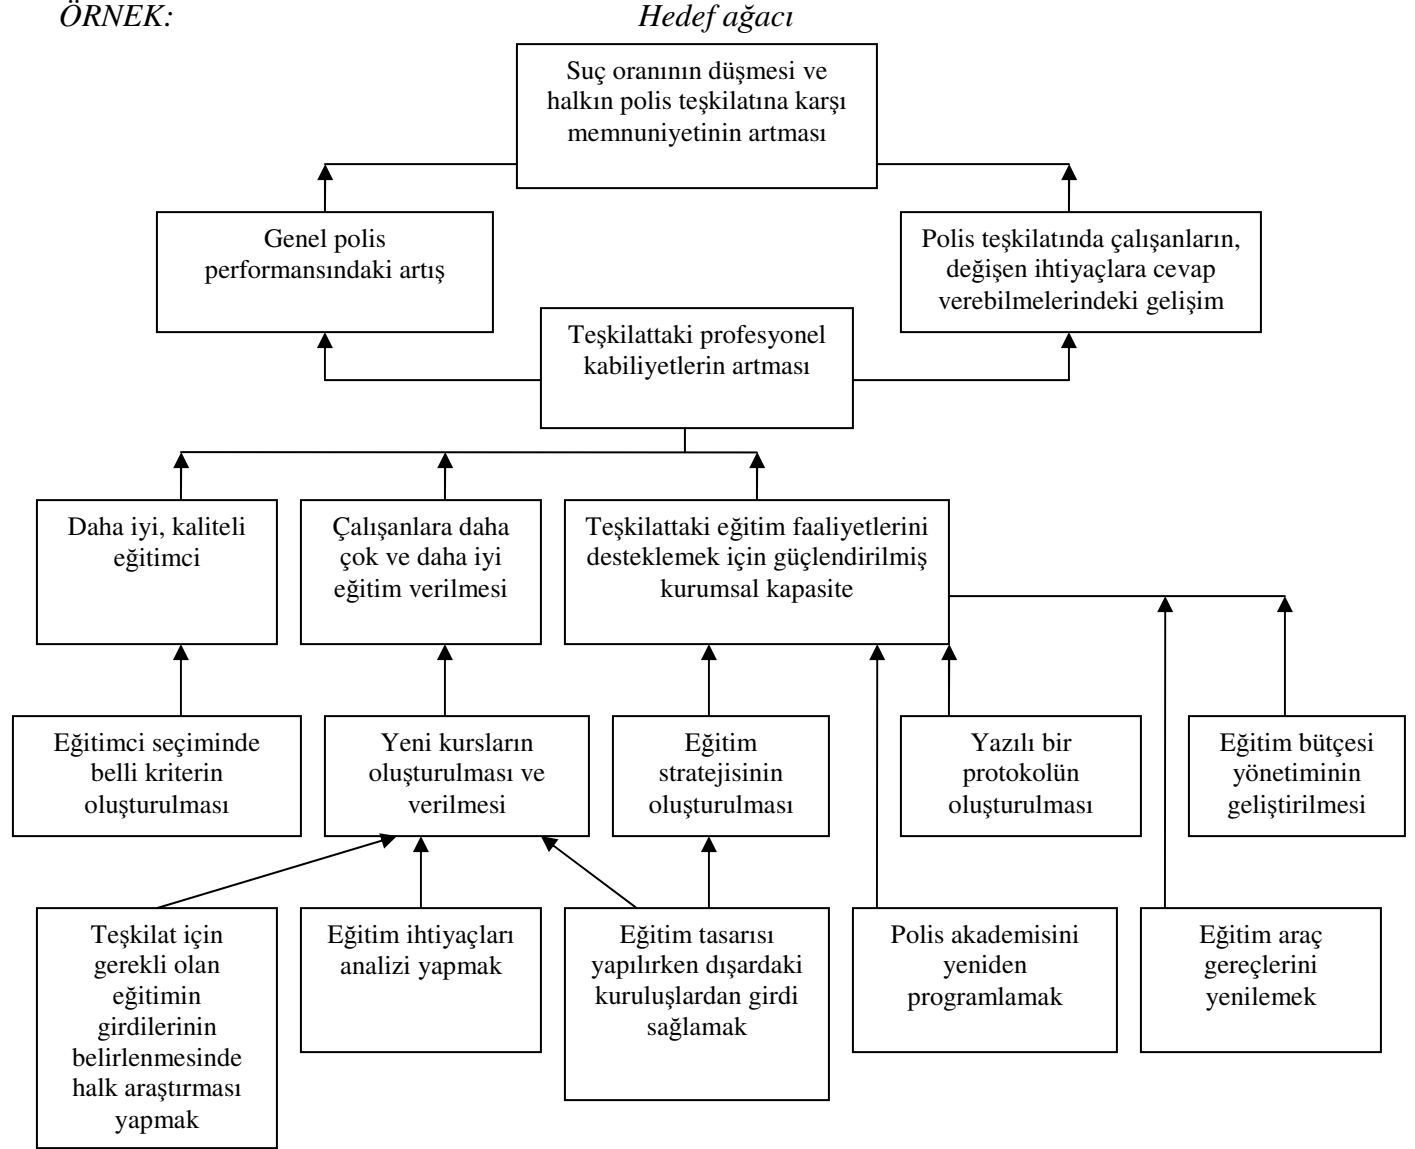 ÖRNEK:
Hedef ağacı
Suç oranının düşmesi ve
halkın polis teşkilatına karşı
memnuniyetinin artması
Genel polis
performansındaki artış
Polis teşkilatında çalışanların,
değişen ihtiyaçlara cevap
verebilmelerindeki gelişim
Teşkilattaki profesyonel
kabiliyetlerin artması
Daha iyi, kaliteli
eğitimci
Çalışanlara daha
çok ve daha iyi
eğitim verilmesi
Teşkilattaki eğitim faaliyetlerini
desteklemek için güçlendirilmiş
kurumsal kapasite
Eğitimci seçiminde
belli kriterin
oluşturulması
Yeni kursların
oluşturulması ve
verilmesi
Eğitim
stratejisinin
oluşturulması
Yazılı bir
protokolün
oluşturulması
Eğitim bütçesi
yönetiminin
geliştirilmesi
Teşkilat için
gerekli olan
eğitimin
girdilerinin
belirlenmesinde
halk araştırması
yapmak
Eğitim ihtiyaçları
analizi yapmak
Eğitim tasarısı
yapılırken dışardaki
kuruluşlardan girdi
sağlamak
Polis akademisini
yeniden
programlamak
Eğitim araç
gereçlerini
yenilemek